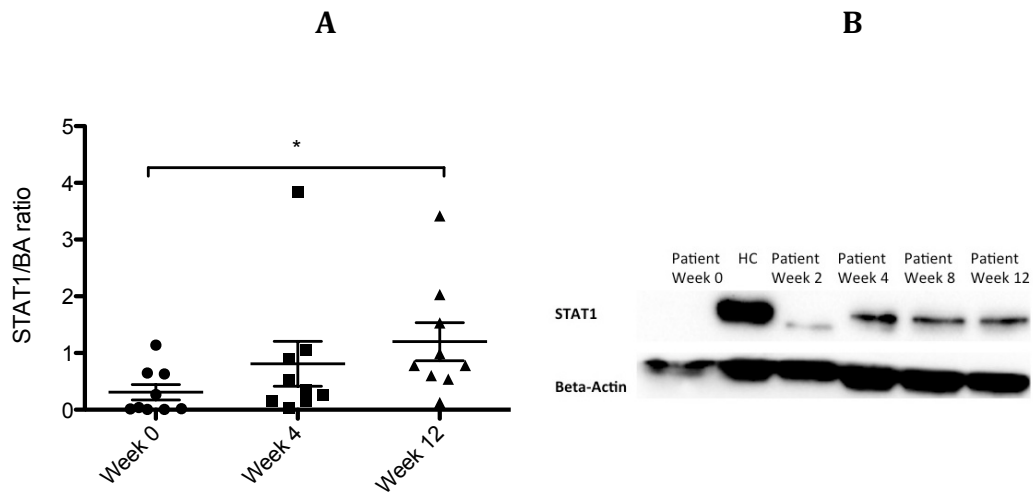 A
B
5
4
3
2
1
0
STAT1/BA ratio
*
Week 0
Week 4
Week 12
Patient Week 0
HC
Patient Week 2
Patient Week 4
Patient Week 8
Patient Week 12
STAT1
Beta-Actin